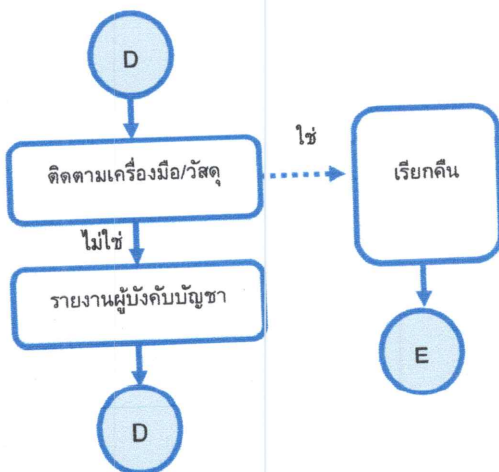 D
ติดตามเครื่องมือ/วัสดุ
ใช่
เรียกคืน
ไม่ใช่
รายงานผู้บังคับบัญชา
E
D